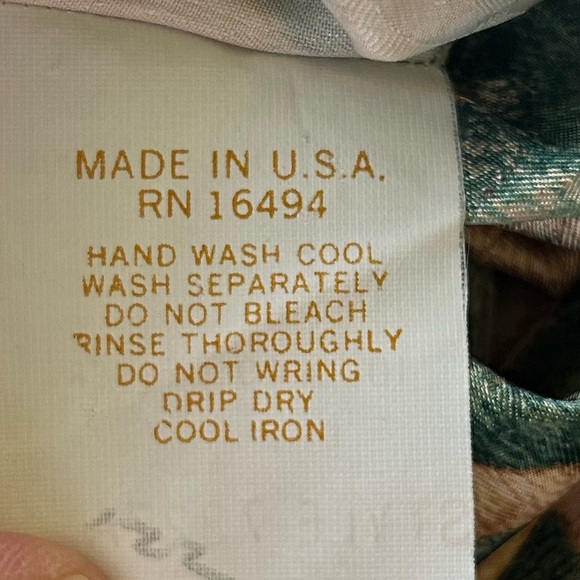 MADE IN U.S.A.
RN 16494
HAND WASH COOL
WASH SEPARATELY
DO NOT BLEACH
RINSE THOROUGHLY
DO NOT WRING
DRIP DRY
COOL IRON